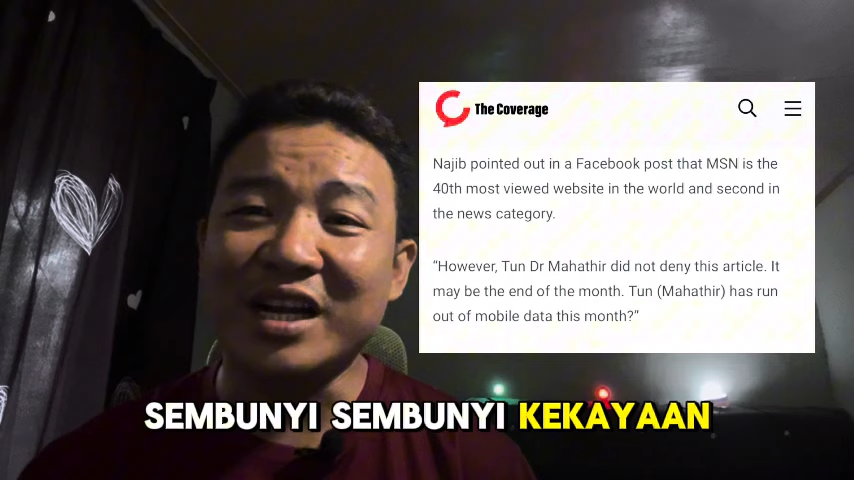 The Coverage
Najib pointed out in a Facebook post that MSN is the
40th most viewed website in the world and second in
the news category.
“However, Tun Dr Mahathir did not deny this article. It
may be the end of the month. Tun (Mahathir) has run
out of mobile data this month?”
SEMBUNYI SEMBUNYI KEKAYAAN